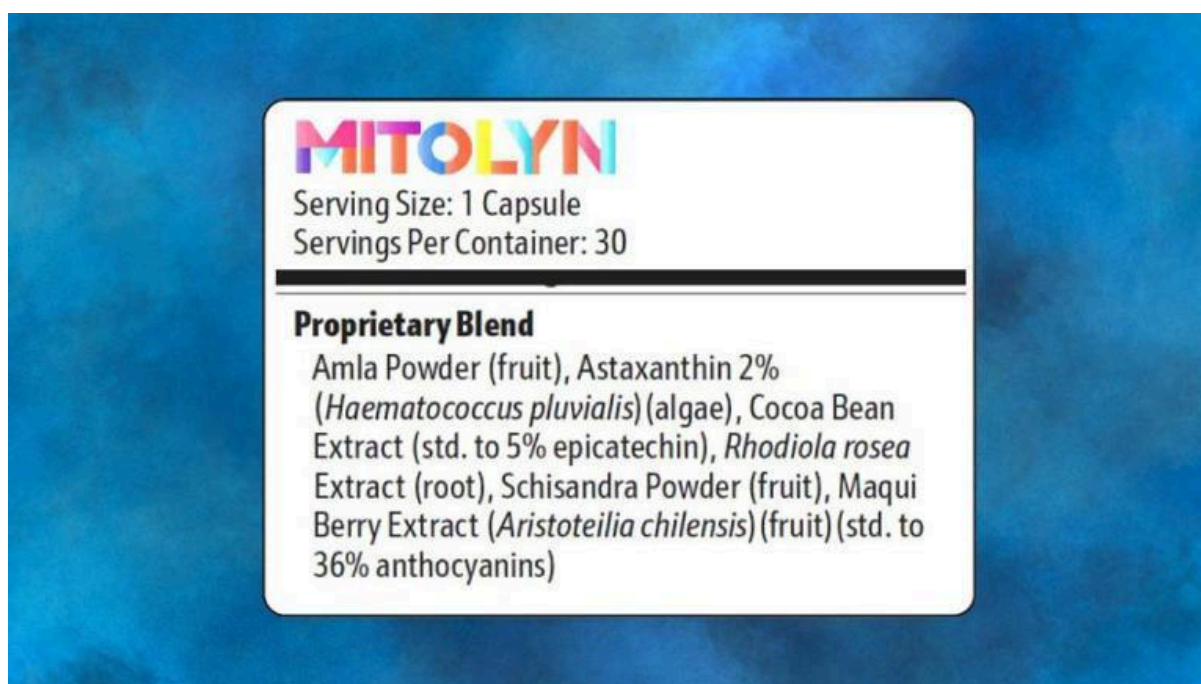 MITOLYN
Serving Size: 1 Capsule
Servings Per Container: 30
Proprietary Blend
Amla Powder (fruit), Astaxanthin 2%
(Haematococcus pluvialis) (algae), Cocoa Bean
Extract (std. to 5% epicatechin), Rhodiola rosea
Extract (root), Schisandra Powder (fruit), Maqui
Berry Extract (Aristoteilia chilensis) (fruit) (std. to
36% anthocyanins)